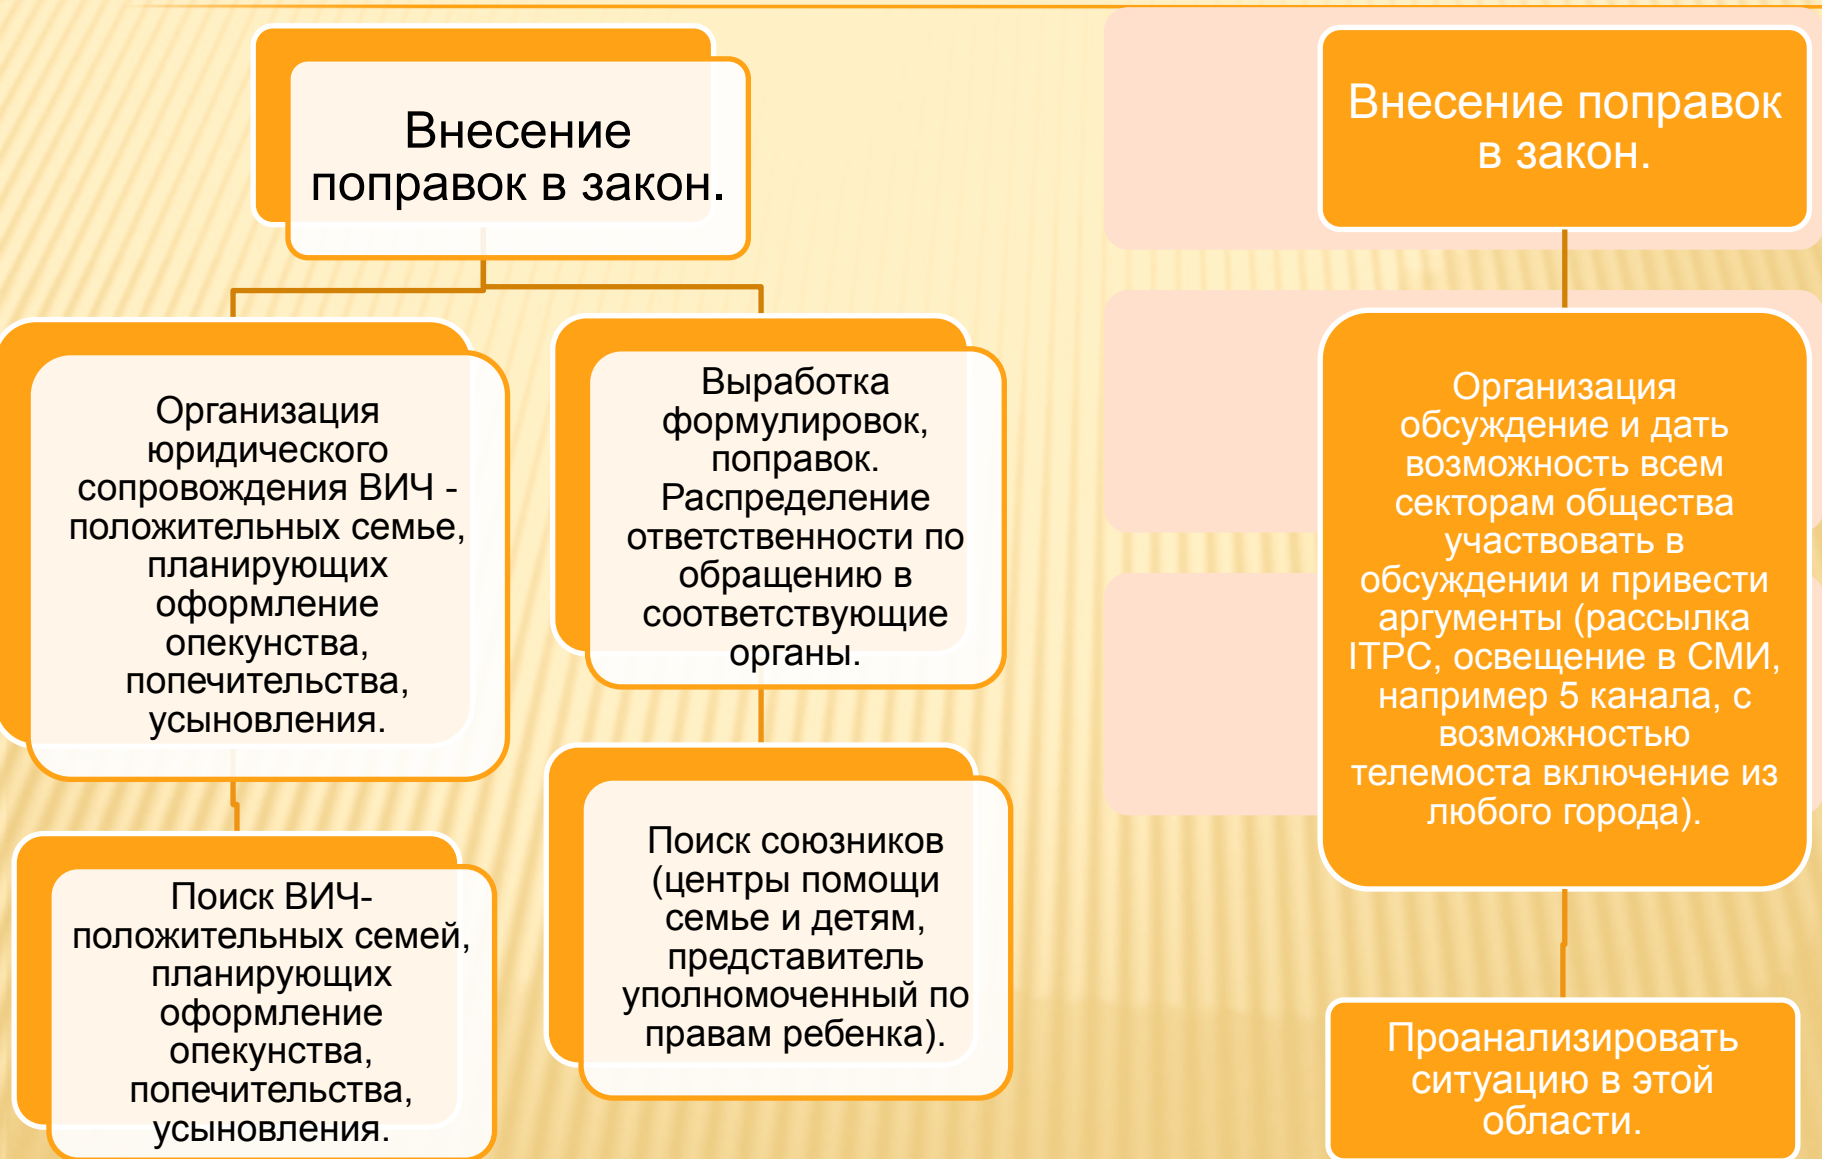 Внесение
поправок в закон.
Организация
юридического
сопровождения ВИЧ -
положительных семье,
планирующих
оформление
опекунства,
попечительства,
усыновления.
Поиск ВИЧ-
положительных семей,
планирующих
оформление
опекунства,
попечительства,
усыновления.
Выработка
формулировок,
поправок.
Распределение
ответственности по
обращению в
соответствующие
органы.
Поиск союзников
(центры помощи
семье и детям,
представитель
уполномоченный по
правам ребенка).
Внесение поправок
в закон.
Организация
обсуждение и дать
возможность всем
секторам общества
участвовать в
обсуждении и привести
аргументы (рассылка
ITPC, освещение в СМИ,
например 5 канала, с
возможностью
телемоста включение из
любого города).
Проанализировать
ситуацию в этой
области.